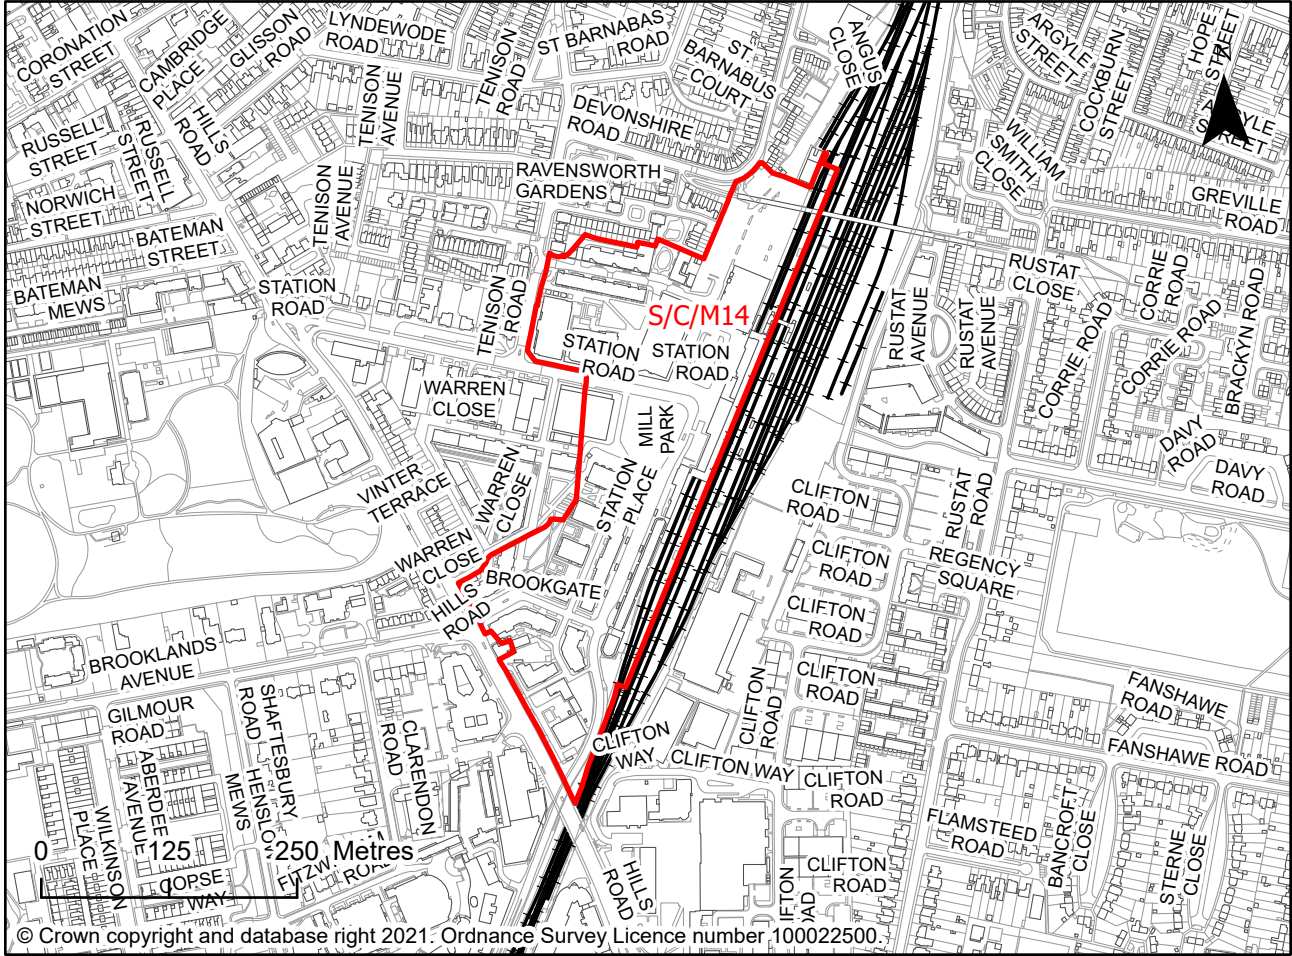 CORONATION
STREET
CAMBRIDGE
PLACE
GLISSON
ROAD
LYNDEWODE
ROAD
TENISON
ROAD
ST BARNABAS
ROAD
ST.
BARNABUS
COURT
ANGUS
CLOSE
ARGYLE
STREET
COCKBURN
STREET
HOPE
STREET
ARGYLE
STREET
RUSSELL
STREET
RUSSELL
STREET
HILLS
ROAD
TENISON
AVENUE
DEVONSHIRE
ROAD
WILLIAM
SMITH
CLOSE
GREVILLE
ROAD
NORWICH
STREET
BATEMAN
STREET
TENISON
AVENUE
RAVENSWORTH
GARDENS
BATEMAN
MEWS
STATION
ROAD
TENISON
ROAD
S/C/M14
STATION
ROAD
STATION
ROAD
RUSTAT
AVENUE
RUSTAT
AVENUE
RUSTAT
CLOSE
CORRIE
ROAD
CORRIE ROAD
CORRIE ROAD
BRACKYN ROAD
WARREN
CLOSE
MILL
PARK
DAVY
ROAD
DAVY
ROAD
VINTER
TERRACE
WARREN
CLOSE
STATION
PLACE
CLIFTON
ROAD
RUSTAT
ROAD
WARREN
CLOSE
CLIFTON
ROAD
REGENCY
SQUARE
HILLS
ROAD
BROOKGATE
CLIFTON
ROAD
BROOKLANDS
AVENUE
CLIFTON
ROAD
FANSHAWE
ROAD
GILMOUR
ROAD
SHAFTESBURY
ROAD
CLARENDON
ROAD
CLIFTON
WAY
CLIFTON
ROAD
CLIFTON WAY
FANSHAWE ROAD
ABERDEE
AVENUE
HENSLOW
MEWS
CLIFTON
ROAD
WILKINSON
PLACE
FLAMSTEED
ROAD
BANCROFT
CLOSE
STERNE
CLOSE
0 125 250 Metres
OPSE
WAY
FITZW
M
ROAD
HILLS
ROAD
IFTON
OAD
CLIFTON
ROAD
© Crown copyright and database right 2021. Ordnance Survey Licence number 100022500.